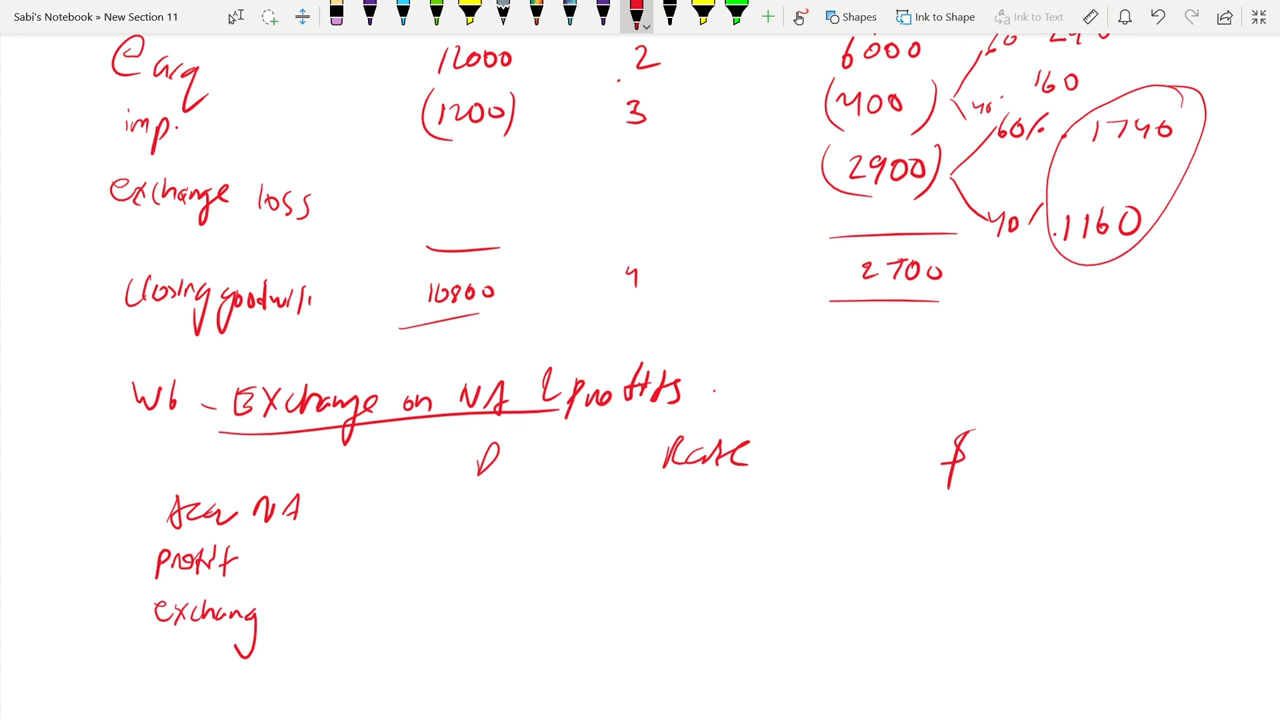 Sabi's Notebook » New Section 11
Shapes
Ink to Shape
Ink to Text
@ acq 12000 2 6000
160
imp. (1200) 3 (400) 40.
60%. 1740
(2900)
exchange loss
40% .1160
closing goodwill 10800 4 2700
W6 - Exchange on NA & profits.
D Rate $
Acq NA
Profit
exchang